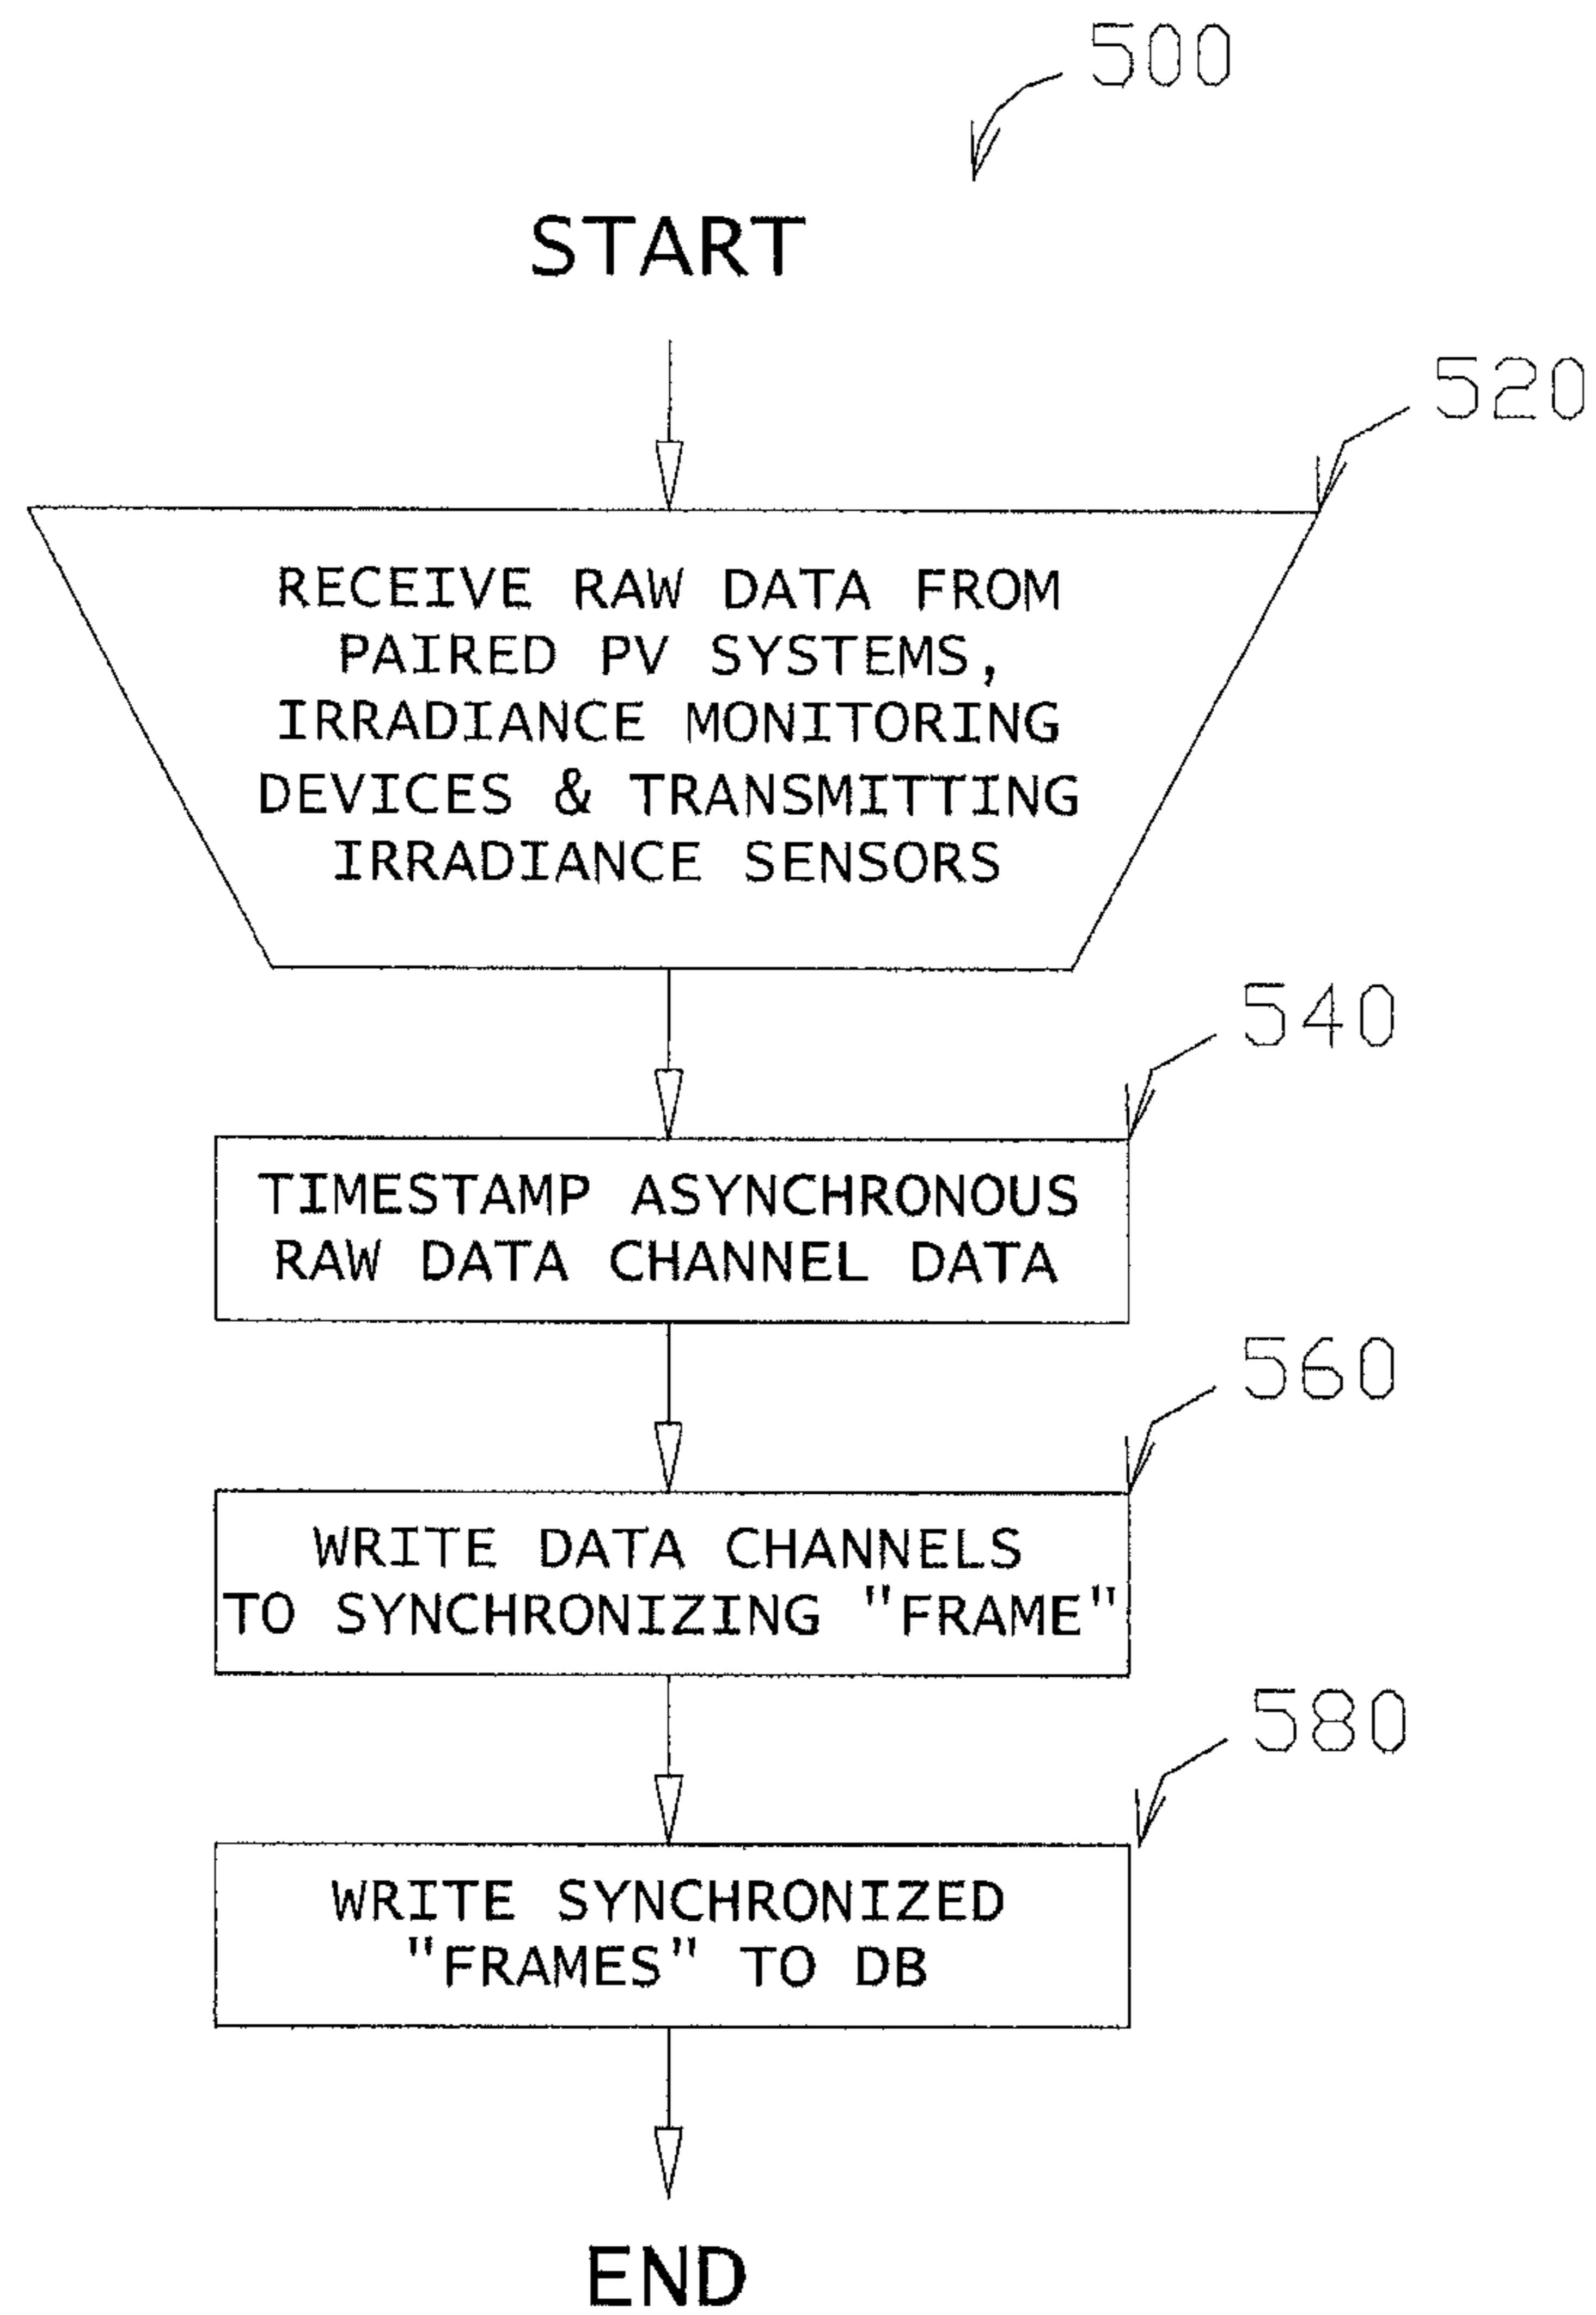 500
START
520
RECEIVE RAW DATA FROM
PAIRED PV SYSTEMS,
IRRADIANCE MONITORING
DEVICES & TRANSMITTING
IRRADIANCE SENSORS
540
TIMESTAMP ASYNCHRONOUS
RAW DATA CHANNEL DATA
560
WRITE DATA CHANNELS
TO SYNCHRONIZING "FRAME"
580
WRITE SYNCHRONIZED
"FRAMES" TO DB
END